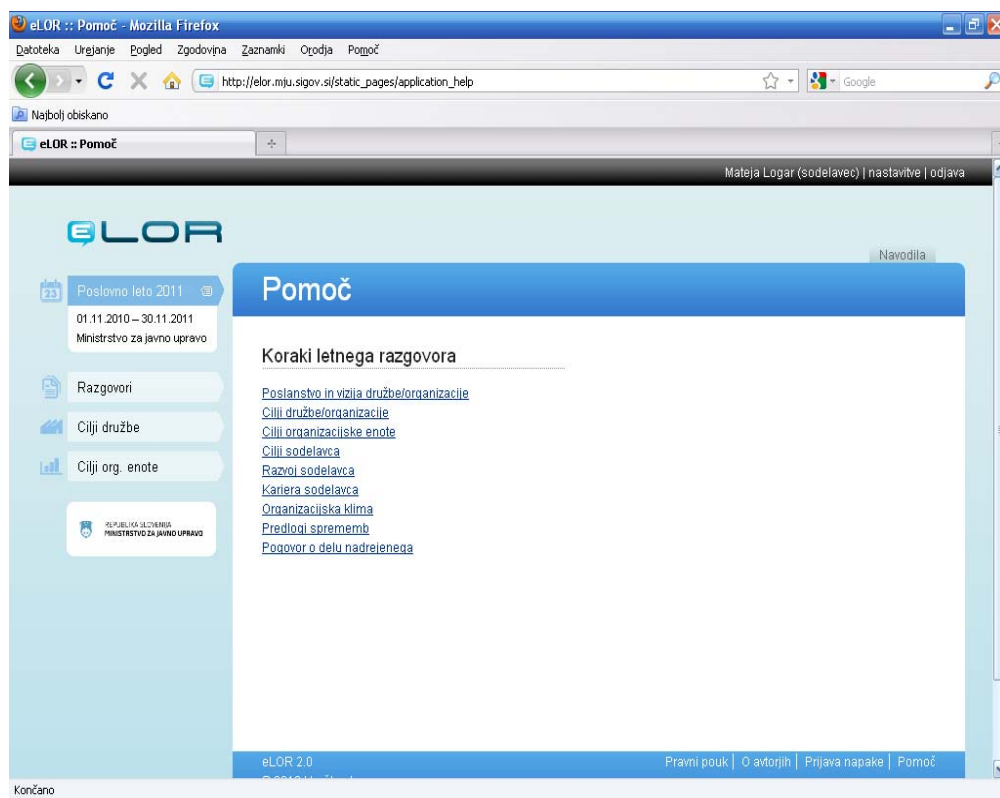 eLOR :: Pomoč - Mozilla Firefox
Datoteka Urejanje Pogled Zgodovina Zaznamki Orodja Pomoč
http://elor.mju.sigov.si/static_pages/application_help
Google
Najbolj obiskano
eLOR :: Pomoč
Mateja Logar (sodelavec) | nastavitve | odjava
eLOR
Navodila
23
Poslovno leto 2011
01.11.2010 – 30.11.2011
Ministrstvo za javno upravo
Razgovori
Cilji družbe
Cilji org. enote
REPUBLIKA SLOVENIJA
MINISTRSTVO ZA JAVNO UPRAVO
Pomoč
Koraki letnega razgovora
Poslanstvo in vizija družbe/organizacije
Cilji družbe/organizacije
Cilji organizacijske enote
Cilji sodelavca
Razvoj sodelavca
Kariera sodelavca
Organizacijska klima
Predlogi sprememb
Pogovor o delu nadrejenega
eLOR 2.0
Pravni pouk | O avtorjih | Prijava napake | Pomoč
Končano